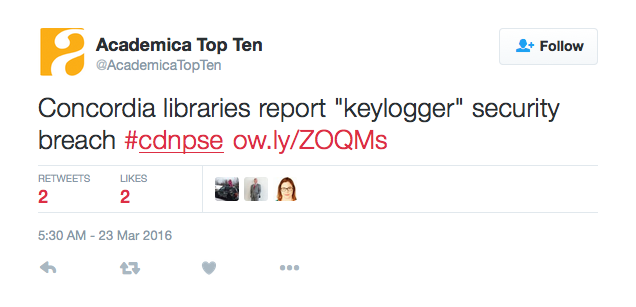 Academica Top Ten
@AcademicaTopTen
Follow
Concordia libraries report "keylogger" security
breach #cdnpse ow.ly/ZOQMs
RETWEETS LIKES
2 2
5:30 AM - 23 Mar 2016